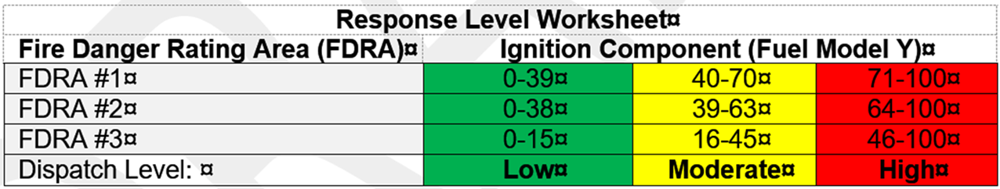 Response Level Worksheet¤
Fire Danger Rating Area (FDRA)¤ Ignition Component (Fuel Model Y)¤
FDRA #1¤ 0-39¤ 40-70¤ 71-100¤
FDRA #2¤ 0-38¤ 39-63¤ 64-100¤
FDRA #3¤ 0-15¤ 16-45¤ 46-100¤
Dispatch Level: ¤ Low¤ Moderate¤ High¤